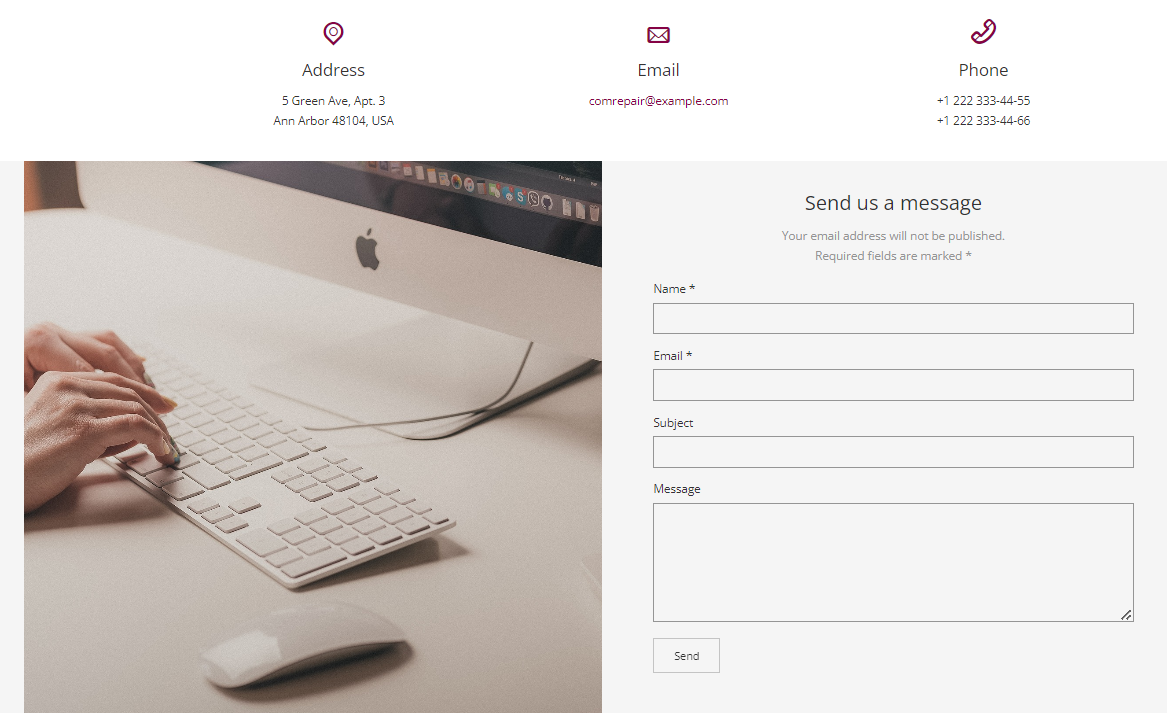 Address
5 Green Ave, Apt. 3
Ann Arbor 48104, USA
Email
comrepair@example.com
Phone
+1 222 333-44-55
+1 222 333-44-66
Send us a message
Your email address will not be published.
Required fields are marked *
Name *
Email *
Subject
Message
Send